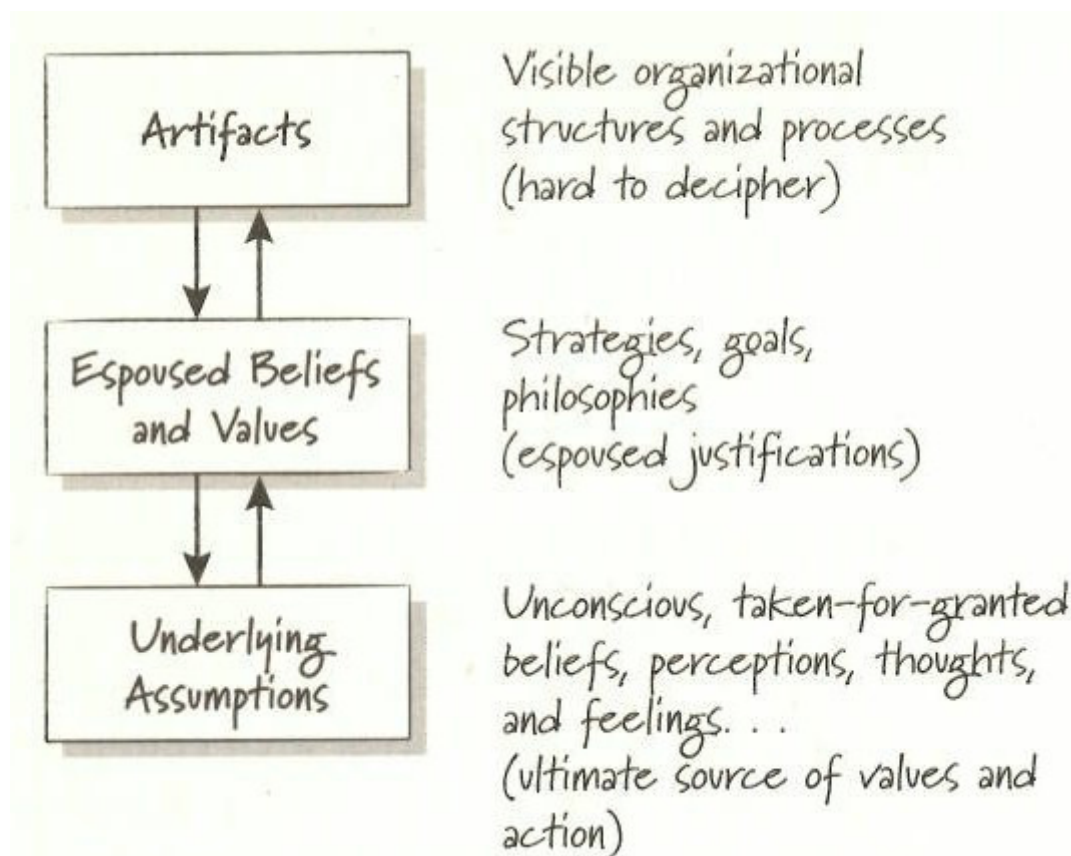 Artifacts
Visible organizational
structures and processes
(hard to decipher)
Espoused Beliefs
and Values
Strategies, goals,
philosophies
(espoused justifications)
Underlying
Assumptions
Unconscious, taken-for-granted
beliefs, perceptions, thoughts,
and feelings. . .
(ultimate source of values and
action)